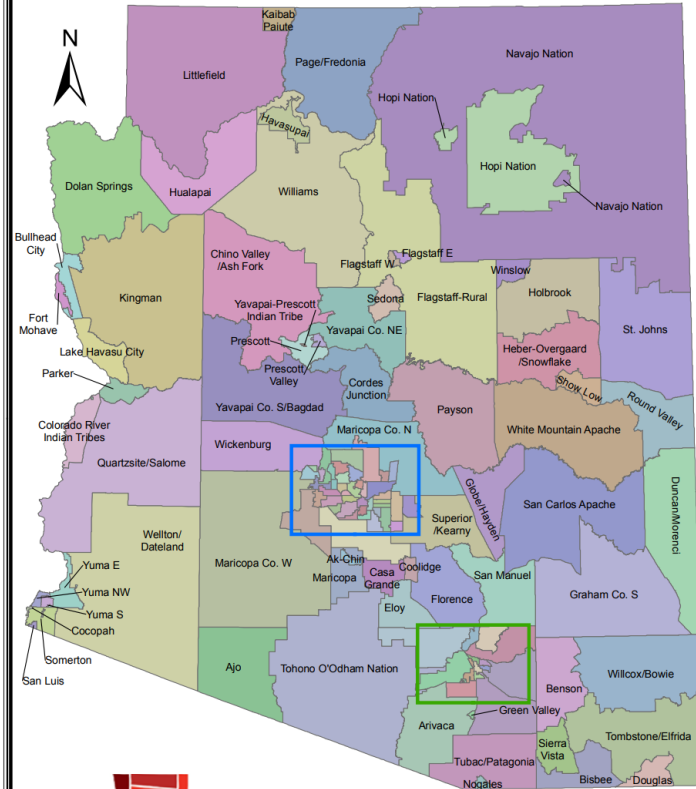 N
Kaibab
Paiute
Page/Fredonia
Navajo Nation
Littlefield
Hopi Nation
Havasupai
Hopi Nation
Dolan Springs
Hualapai
Williams
Navajo Nation
Bullhead
City
Chino Valley
/Ash Fork
Flagstaff E
Flagstaff W
Winslow
Kingman
Yavapai-Prescott
Indian Tribe
Sedona
Flagstaff-Rural
Holbrook
Fort
Mohave
St. Johns
Prescott
Yavapai Co. NE
Lake Havasu City
Heber-Overgaard
/Snowflake
Parker
Prescott
Valley
Cordes
Junction
Show Low
Yavapai Co. S/Bagdad
Payson
Round Valley
Colorado River
Indian Tribes
Maricopa Co. N
White Mountain Apache
Wickenburg
Quartzsite/Salome
Globe/Hayden
Duncan/Morenci
San Carlos Apache
Superior
/Kearny
Wellton/
Dateland
Maricopa Co. W
Ak-Chin
Coolidge
Yuma E
Maricopa
Casa
Grande
San Manuel
Yuma NW
Florence
Graham Co. S
Eloy
Yuma S
Cocopah
Somerton
Ajo
Tohono O'Odham Nation
San Luis
Benson
Willcox/Bowie
Green Valley
Arivaca
Tombstone/Elfrida
Sierra
Vista
Tubac/Patagonia
Nogales
Bisbee
Douglas